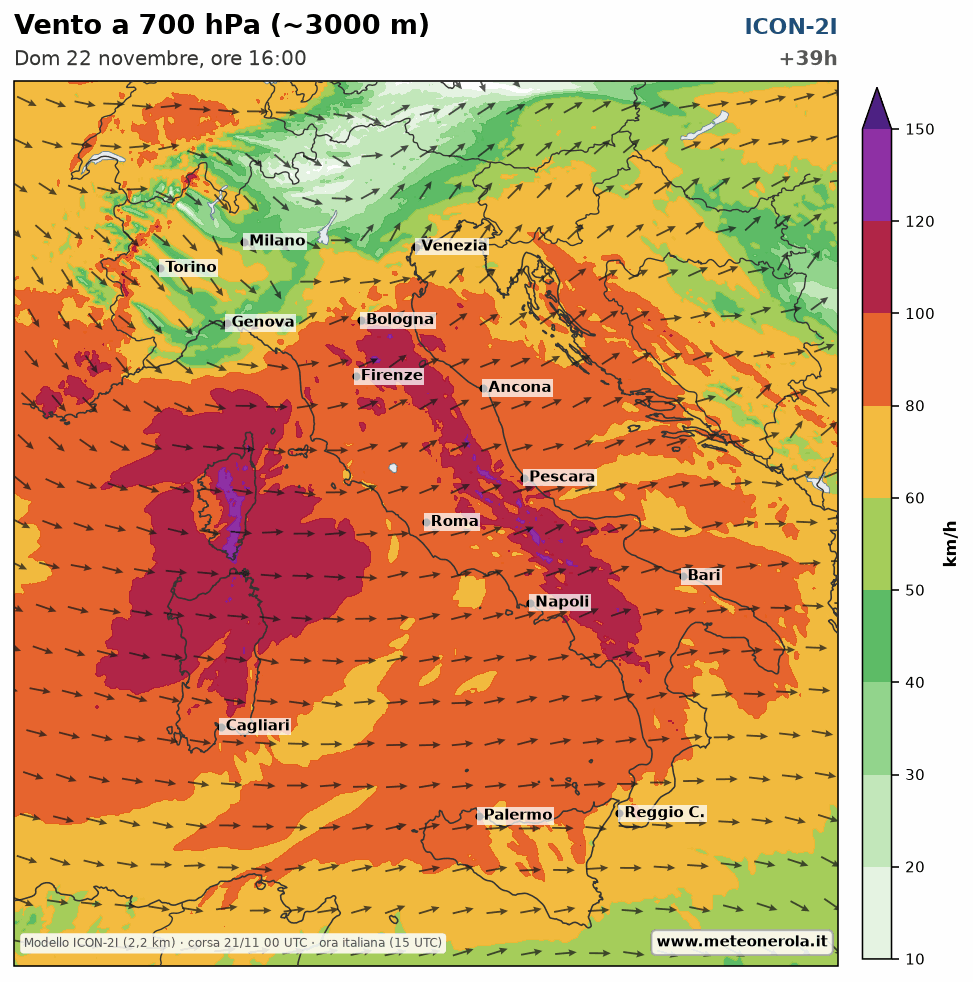 Vento a 700 hPa (~3000 m)
ICON-2I
Dom 22 novembre, ore 16:00
+39h
150
120
100
80
60
50
40
30
20
10
km/h
Milano
Venezia
Torino
Genova
Bologna
Firenze
Ancona
Pescara
Roma
Bari
Napoli
Cagliari
Palermo
Reggio C.
Modello ICON-2I (2,2 km) · corsa 21/11 00 UTC · ora italiana (15 UTC)
www.meteonerola.it